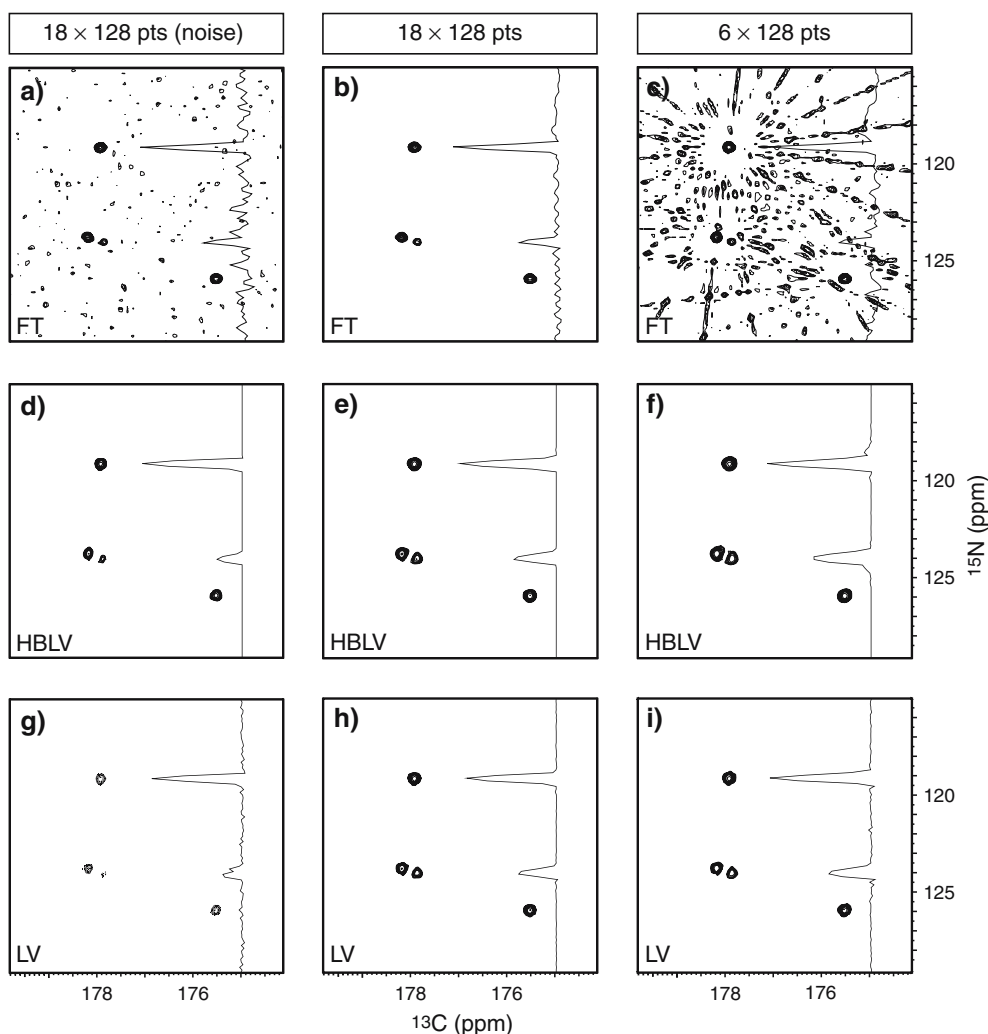 18 × 128 pts (noise)
18 × 128 pts
6 × 128 pts
a)
b)
c)
FT
FT
FT
120
125
d)
e)
f)
HBLV
HBLV
HBLV
120
125
15N (ppm)
g)
h)
i)
LV
LV
LV
120
125
178
176
178
176
178
176
13C (ppm)